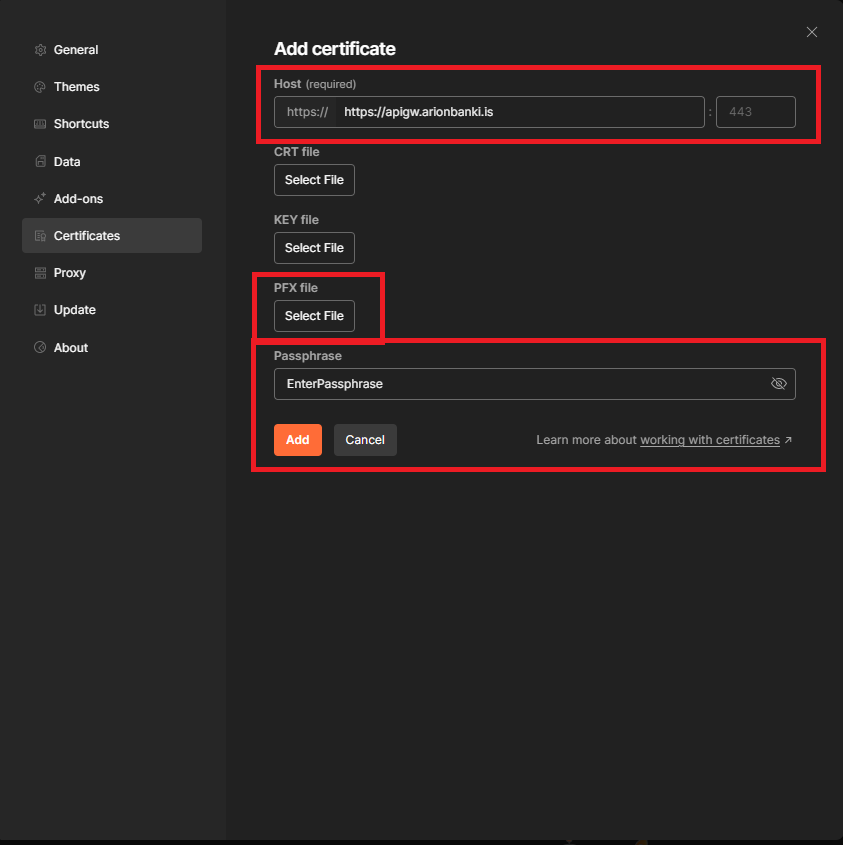 General
Themes
Shortcuts
Data
Add-ons
Certificates
Proxy
Update
About
Add certificate
Host (required)
https:// https://apigw.arionbanki.is : 443
CRT file
Select File
KEY file
Select File
PFX file
Select File
Passphrase
EnterPassphrase
Add Cancel Learn more about working with certificates ↗